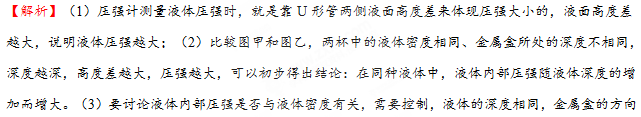 【解析】（1）压强计测量液体压强时，就是靠 U 形管两侧液面高度差来体现压强大小的，液面高度差
越大，说明液体压强越大；（2）比较图甲和图乙，两杯中的液体密度相同、金属盒所处的深度不相同，
深度越深，高度差越大，压强越大，可以初步得出结论：在同种液体中，液体内部压强随液体深度的增
加而增大。（3）要讨论液体内部压强是否与液体密度有关，需要控制，液体的深度相同，金属盒的方向